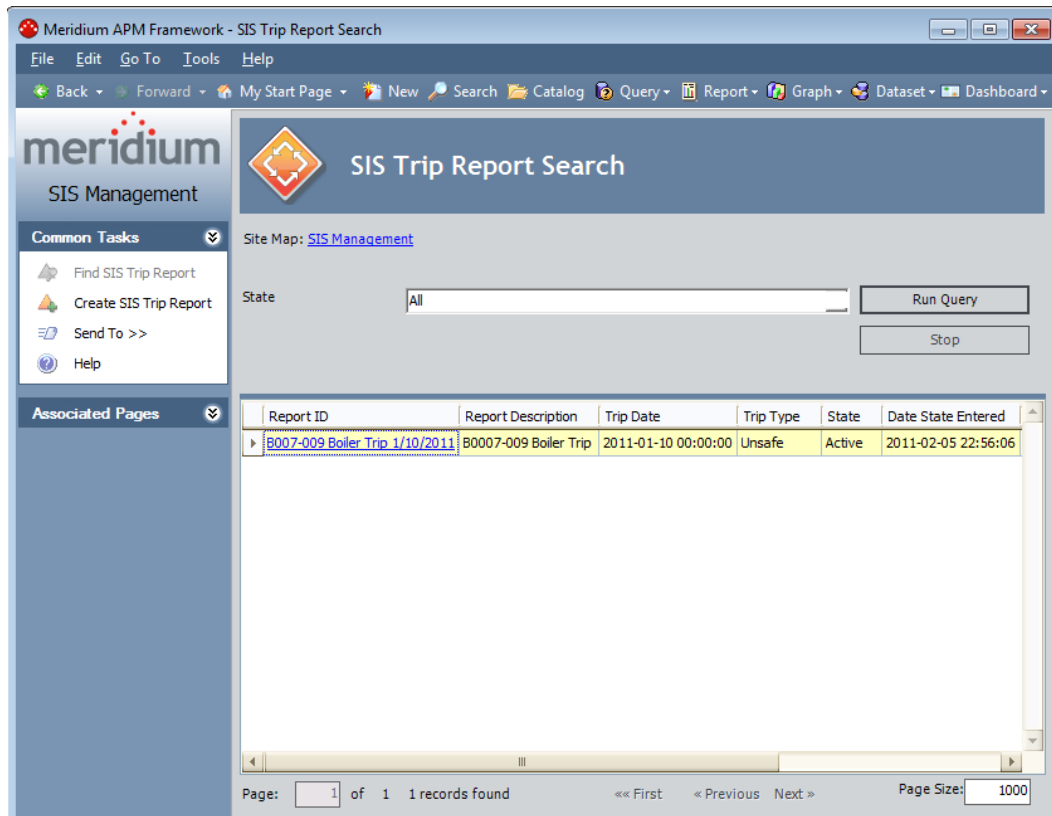 Meridium APM Framework - SIS Trip Report Search
File Edit Go To Tools Help
Back Forward My Start Page New Search Catalog Query Report Graph Dataset Dashboard
meridium
SIS Management
SIS Trip Report Search
Common Tasks
Find SIS Trip Report
Create SIS Trip Report
Send To >>
Help
Associated Pages
Site Map: SIS Management
State All Run Query
Stop
Report ID Report Description Trip Date Trip Type State Date State Entered
B007-009 Boiler Trip 1/10/2011 B0007-009 Boiler Trip 2011-01-10 00:00:00 Unsafe Active 2011-02-05 22:56:06
Page: 1 of 1 1 records found «« First « Previous Next » Page Size: 1000